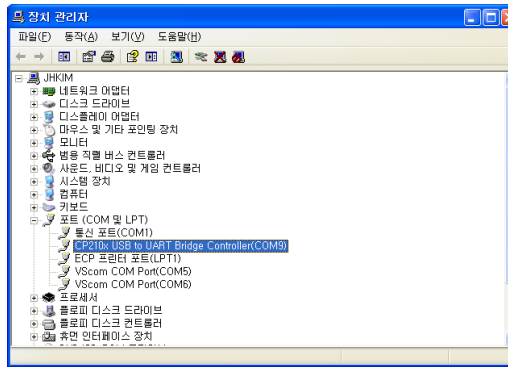 장치 관리자
파일(F) 동작(A) 보기(V) 도움말(H)
JHKIM
네트워크 어댑터
디스크 드라이브
디스플레이 어댑터
마우스 및 기타 포인팅 장치
모니터
범용 직렬 버스 컨트롤러
사운드, 비디오 및 게임 컨트롤러
시스템 장치
컴퓨터
키보드
포트 (COM 및 LPT)
통신 포트(COM1)
CP210x USB to UART Bridge Controller(COM9)
ECP 프린터 포트(LPT1)
VScom COM Port(COM5)
VScom COM Port(COM6)
프로세서
플로피 디스크 드라이브
플로피 디스크 컨트롤러
휴먼 인터페이스 장치